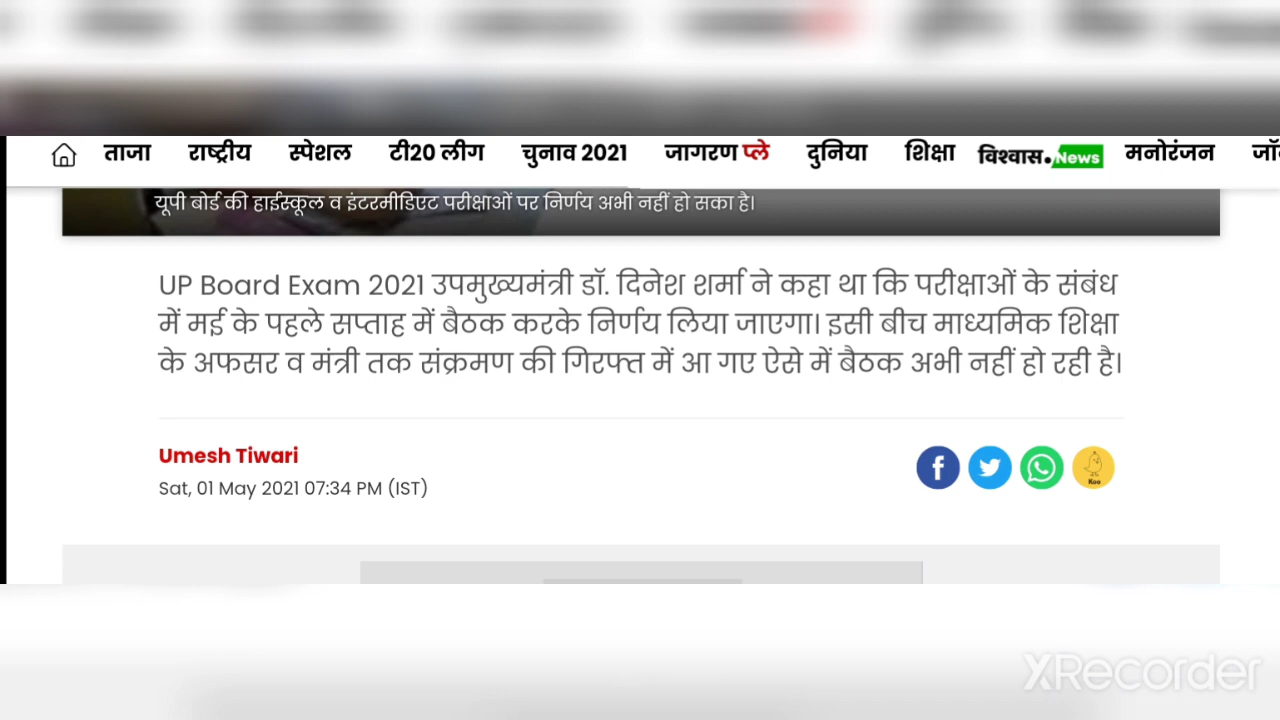 ताजा राष्ट्रीय स्पेशल टी20 लीग चुनाव 2021 जागरण प्ले दुनिया शिक्षा विश्वास.News मनोरंजन
यूपी बोर्ड की हाईस्कूल व इंटरमीडिएट परीक्षाओं पर निर्णय अभी नहीं हो सका है।
UP Board Exam 2021 उपमुख्यमंत्री डॉ. दिनेश शर्मा ने कहा था कि परीक्षाओं के संबंध
में मई के पहले सप्ताह में बैठक करके निर्णय लिया जाएगा। इसी बीच माध्यमिक शिक्षा
के अफसर व मंत्री तक संक्रमण की गिरफ्त में आ गए ऐसे में बैठक अभी नहीं हो रही है।
Umesh Tiwari
Sat, 01 May 2021 07:34 PM (IST)
Koo
XRecorder